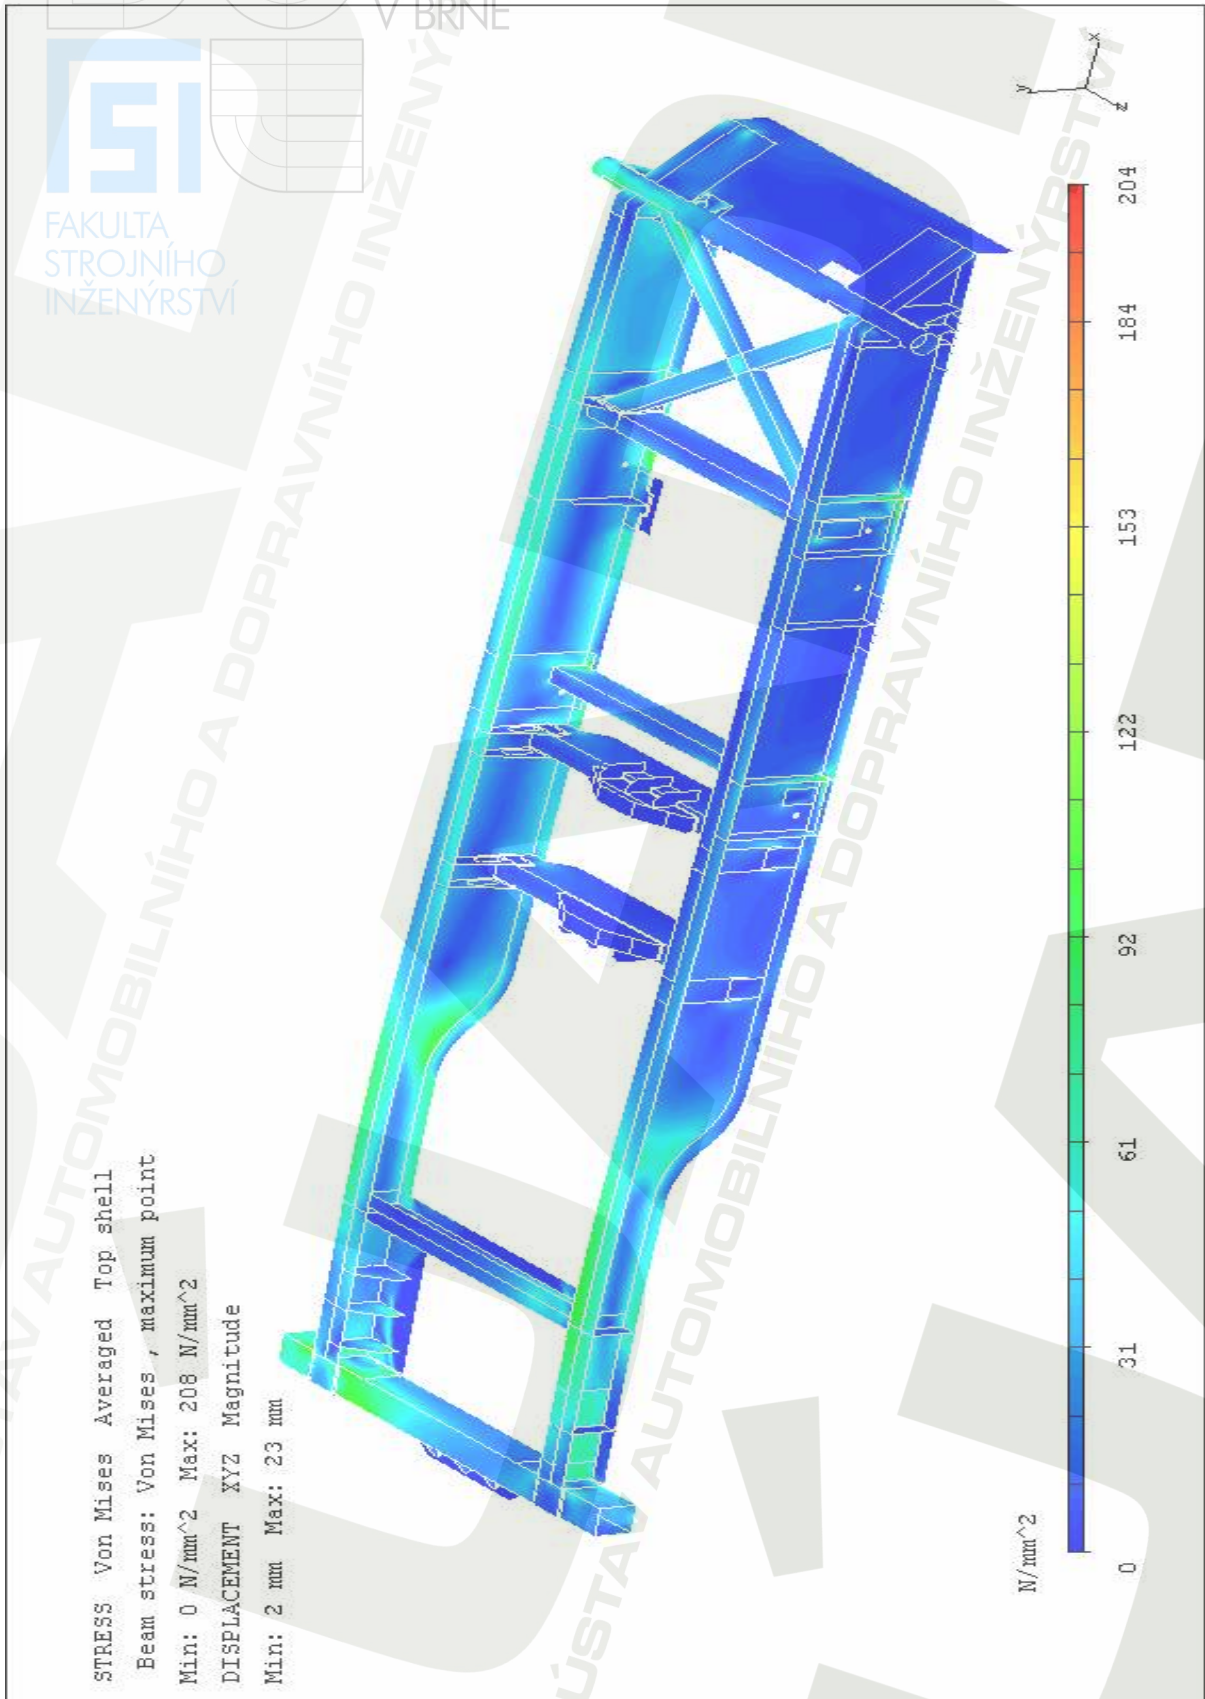 V BRNĚ
FAKULTA
STROJNÍHO
INŽENÝRSTVÍ
STRESS Von Mises Averaged Top shell
Beam stress: Von Mises , maximum point
Min: 0 N/mm^2 Max: 208 N/mm^2
DISPLACEMENT XYZ Magnitude
Min: 2 mm Max: 23 mm
Y
X
Z
N/mm^2
0
31
61
92
122
153
184
204
ÚSTAV AUTOMOBILNÍHO A DOPRAVNÍHO INŽENÝRSTVÍ
AUTOMOBILNÍHO A DOPRAVNÍHO